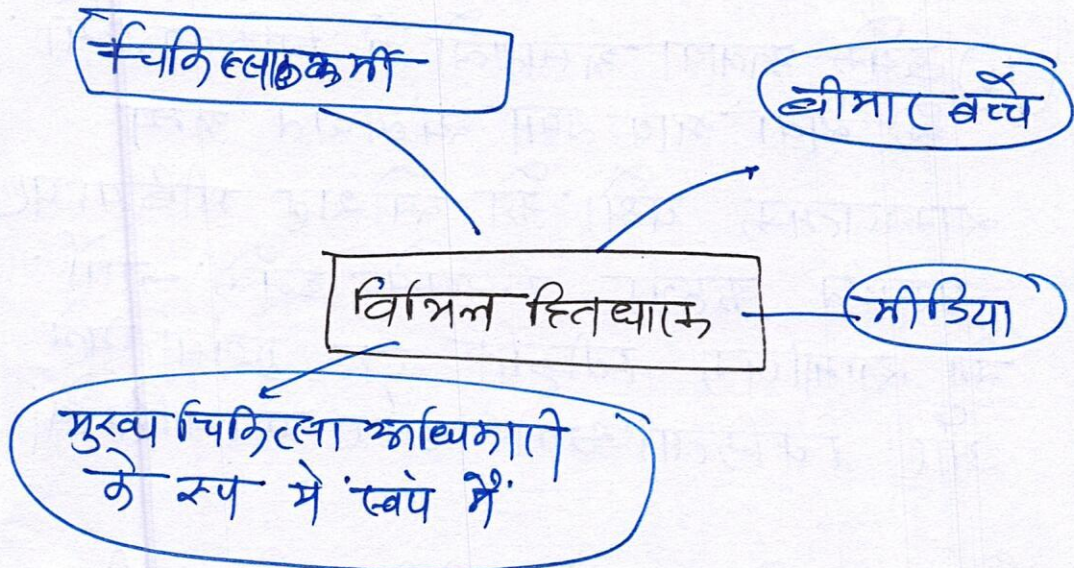 चिकित्साकर्मी
बीमार बच्चे
विभिन्न हितधारक
मीडिया
मुख्य चिकित्सा अधिकारी
के रूप में स्वयं मैं